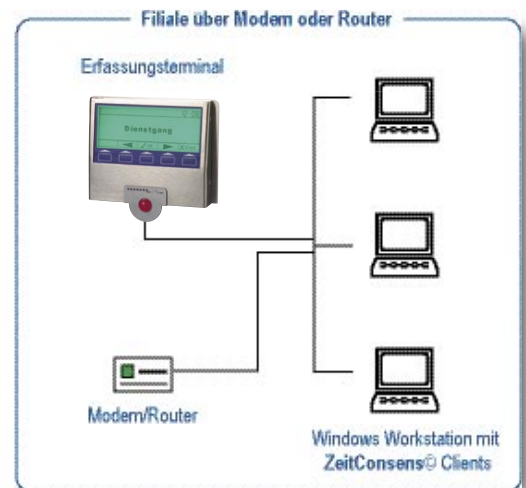 Filiale über Modem oder Router
Erfassungsterminal
Dienstgang
Modem/Router
Windows Workstation mit
ZeitConsens© Clients